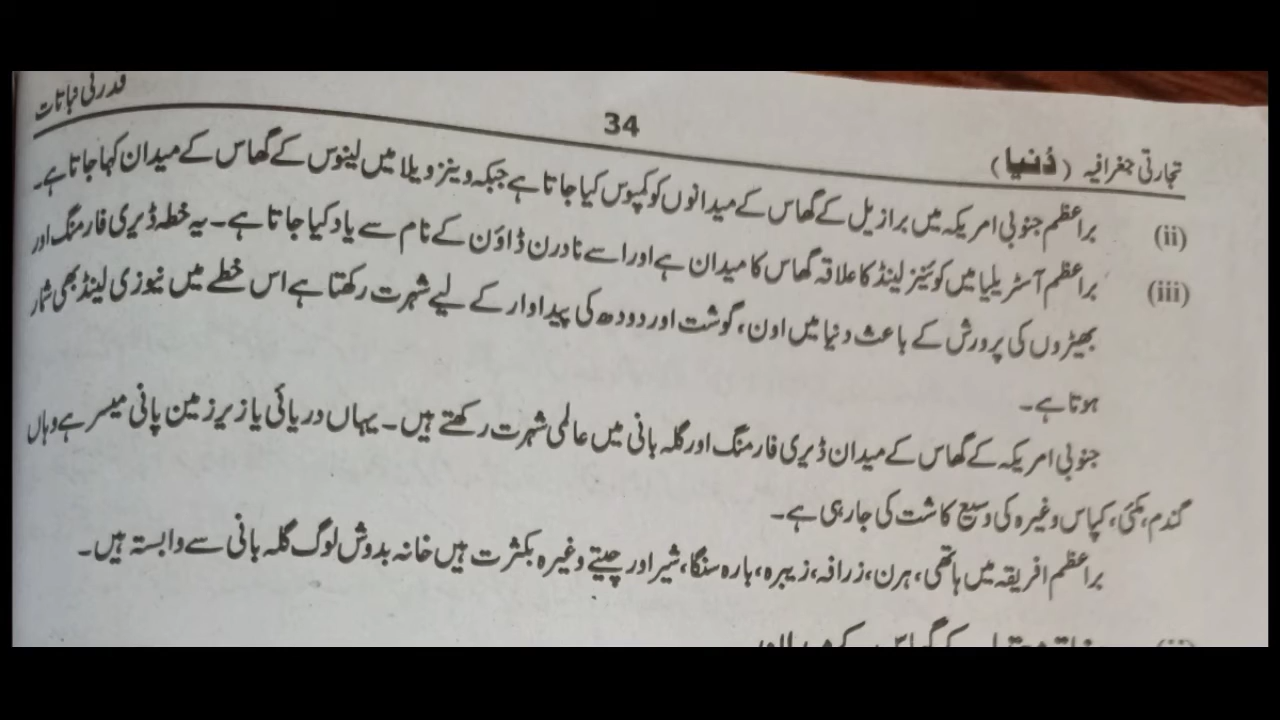 تجارتی جغرافیہ (دُنیا) 34 قدرتی نباتات
(ii) براعظم جنوبی امریکہ میں برازیل کے گھاس کے میدانوں کو کمپوس کیا جاتا ہے جبکہ وینزویلا میں لینوس کے گھاس کے میدان کہا جاتا ہے۔
(iii) براعظم آسٹریلیا میں کوئنیز لینڈ کا علاقہ گھاس کا میدان ہے اور اسے نادرن ڈاؤن کے نام سے یاد کیا جاتا ہے۔ یہ خطہ ڈیری فارمنگ اور
بھیڑوں کی پرورش کے باعث دنیا میں اون، گوشت اور دودھ کی پیداوار کے لیے شہرت رکھتا ہے اس خطے میں نیوزی لینڈ بھی شمار
ہوتا ہے۔
جنوبی امریکہ کے گھاس کے میدان ڈیری فارمنگ اور گلہ بانی میں عالمی شہرت رکھتے ہیں۔ یہاں دریائی یا زیر زمین پانی میسر ہے وہاں
گندم، مکئی، کپاس وغیرہ کی وسیع کاشت کی جا رہی ہے۔
براعظم افریقہ میں ہاتھی، ہرن، زرافہ، زیبرہ، بارہ سنگا، شیر اور چیتے وغیرہ بکثرت ہیں خانہ بدوش لوگ گلہ بانی سے وابستہ ہیں۔